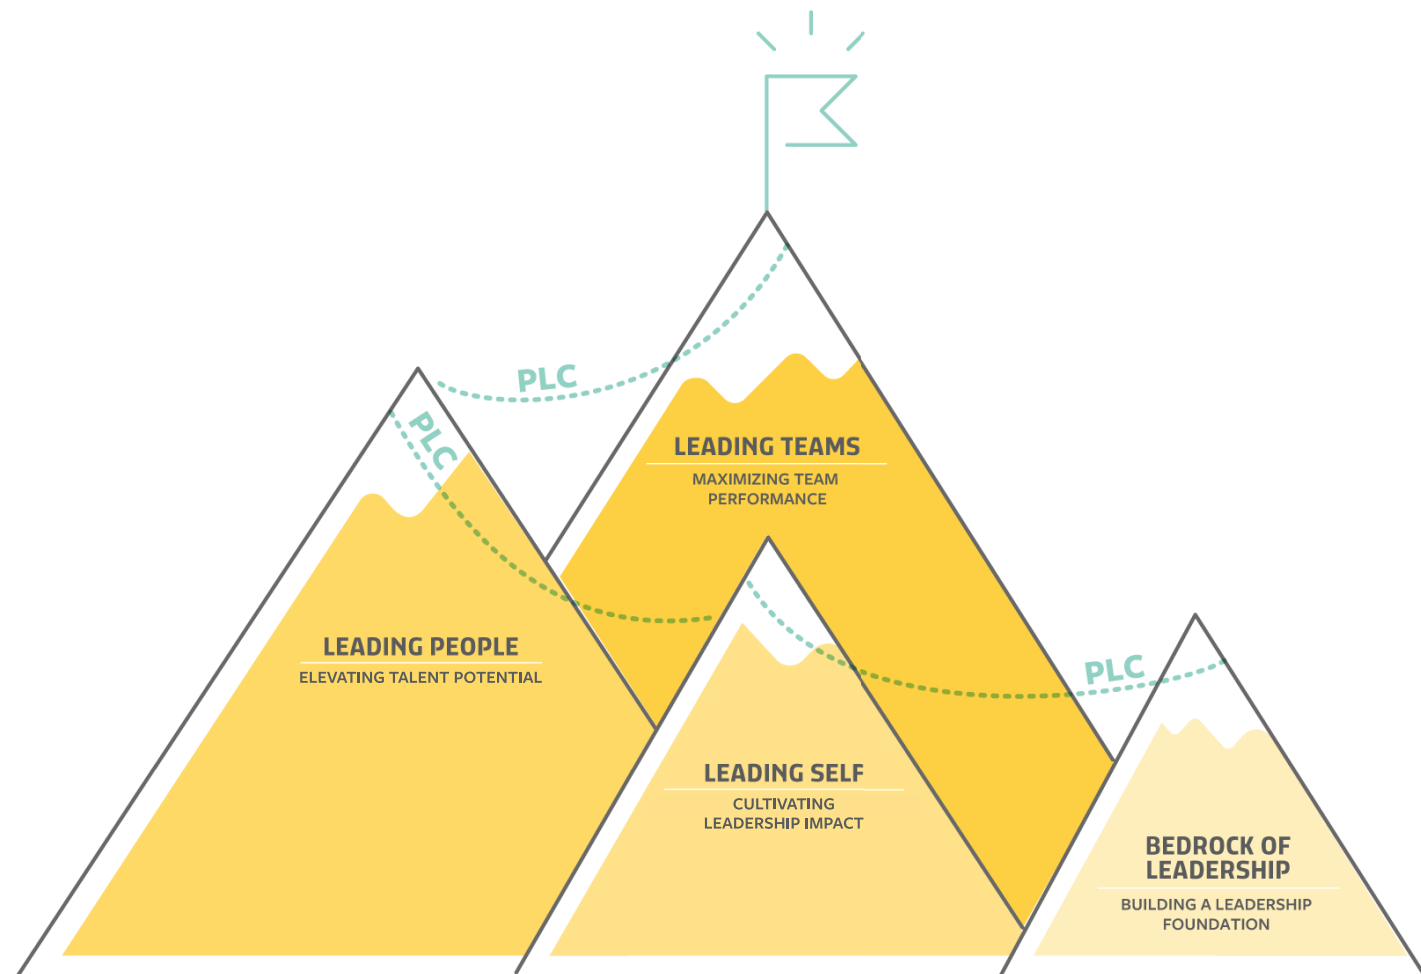 PLC
PLC
LEADING TEAMS
MAXIMIZING TEAM
PERFORMANCE
LEADING PEOPLE
ELEVATING TALENT POTENTIAL
PLC
LEADING SELF
CULTIVATING
LEADERSHIP IMPACT
BEDROCK OF
LEADERSHIP
BUILDING A LEADERSHIP
FOUNDATION